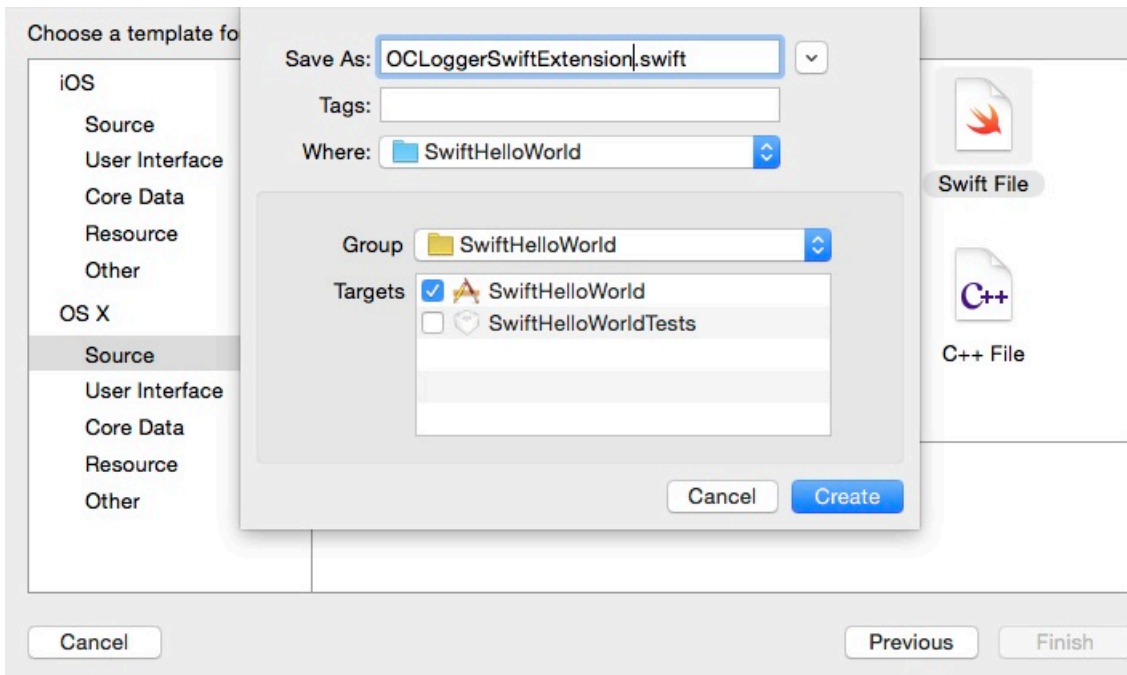 Choose a template fo
iOS
Source
User Interface
Core Data
Resource
Other
OS X
Source
User Interface
Core Data
Resource
Other
Save As: OCLoggerSwiftExtension.swift
Tags:
Where: SwiftHelloWorld
Group SwiftHelloWorld
Targets SwiftHelloWorld
SwiftHelloWorldTests
Cancel Create
Swift File
C++
C++ File
Cancel Previous Finish